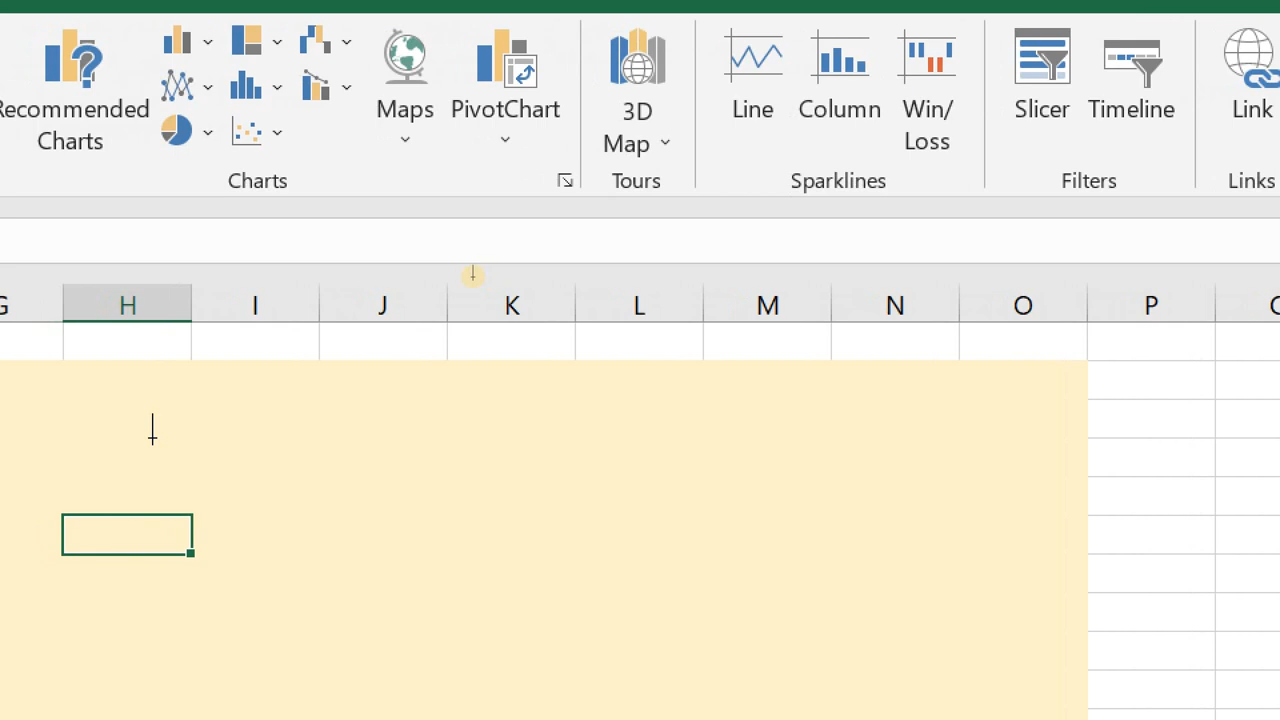 Recommended
Charts
Maps
PivotChart
3D
Map
Line
Column
Win/
Loss
Slicer
Timeline
Link
Charts
Tours
Sparklines
Filters
Links
G H I J K L M N O P